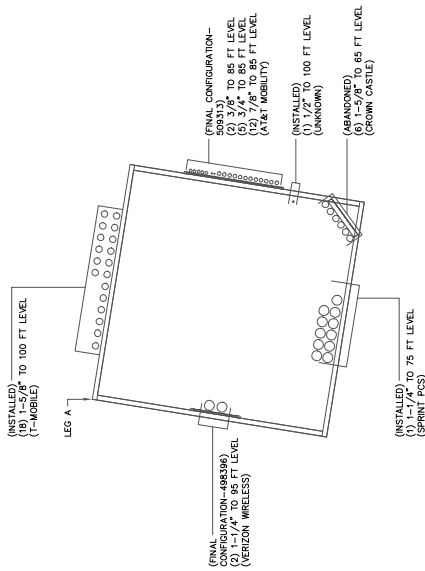 (INSTALLED)
(18) 1-5/8" TO 100 FT LEVEL
(T-MOBILE)
LEG A
(FINAL
CONFIGURATION-498396)
(2) 1-1/4" TO 95 FT LEVEL
(VERIZON WIRELESS)
(FINAL CONFIGURATION-
509313)
(2) 3/8" TO 85 FT LEVEL
(5) 3/4" TO 85 FT LEVEL
(12) 7/8" TO 85 FT LEVEL
(AT&T MOBILITY)
(INSTALLED)
(1) 1/2" TO 100 FT LEVEL
(UNKNOWN)
(ABANDONED)
(6) 1-5/8" TO 65 FT LEVEL
(CROWN CASTLE)
(INSTALLED)
(1) 1-1/4" TO 75 FT LEVEL
(SPRINT PCS)